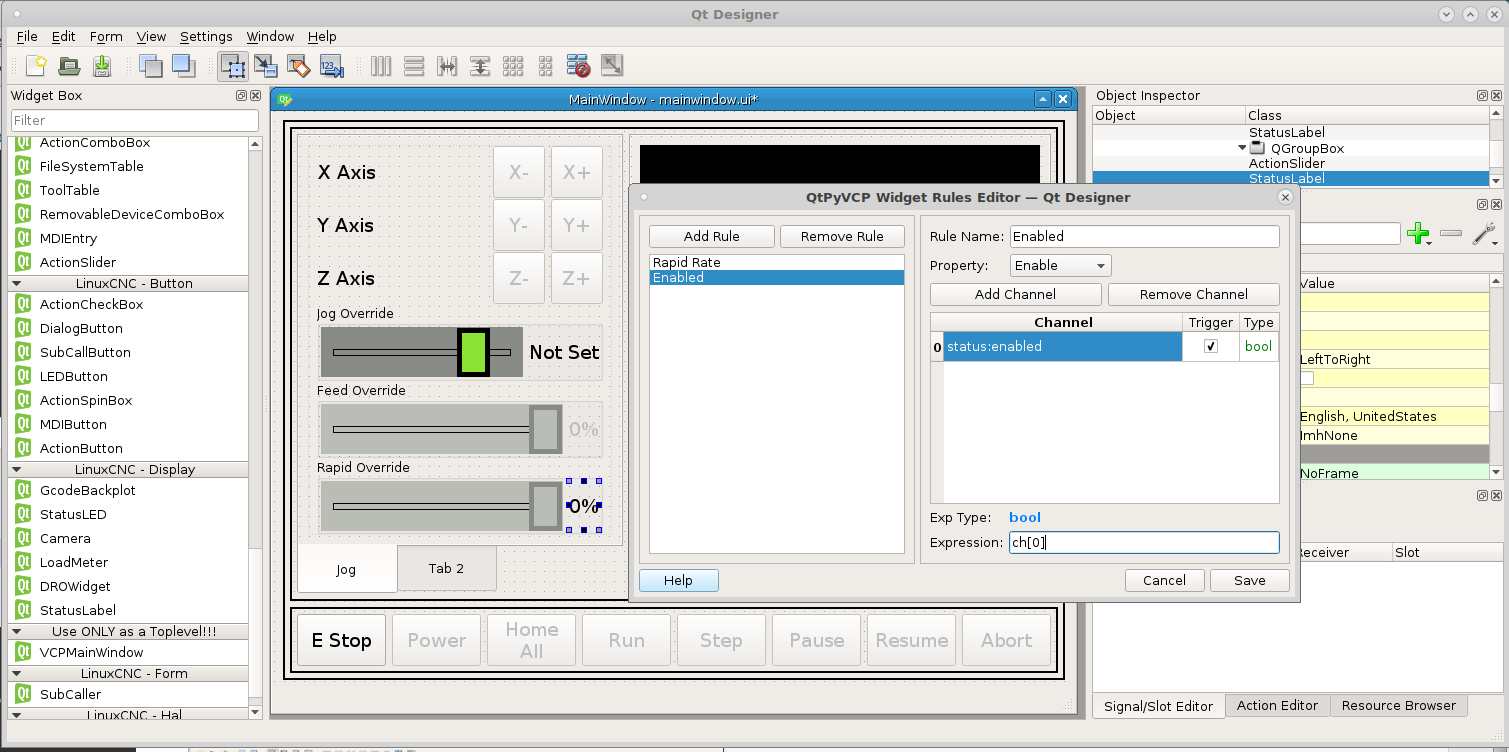 Qt Designer
File Edit Form View Settings Window Help
Widget Box
Filter
ActionComboBox
FileSystemTable
ToolTable
RemovableDeviceComboBox
MDIEntry
ActionSlider
LinuxCNC - Button
ActionCheckBox
DialogButton
SubCallButton
LEDButton
ActionSpinBox
MDIButton
ActionButton
LinuxCNC - Display
GcodeBackplot
StatusLED
Camera
LoadMeter
DROWidget
StatusLabel
Use ONLY as a Toplevel!!!
VCPMainWindow
LinuxCNC - Form
SubCaller
LinuxCNC - Hal
MainWindow - mainwindow.ui*
X Axis X- X+
Y Axis Y- Y+
Z Axis Z- Z+
Jog Override
Not Set
Feed Override
0%
Rapid Override
0%
Jog Tab 2
E Stop Power Home All Run Step Pause Resume Abort
QtPyVCP Widget Rules Editor — Qt Designer
Add Rule Remove Rule
Rapid Rate
Enabled
Rule Name: Enabled
Property: Enable
Add Channel Remove Channel
Channel Trigger Type
0 status:enabled bool
Exp Type: bool
Expression: ch[0]
Help Cancel Save
Object Inspector
Object Class
StatusLabel
QGroupBox
ActionSlider
StatusLabel
Value
LeftToRight
English, UnitedStates
ImhNone
NoFrame
eceiver Slot
Signal/Slot Editor Action Editor Resource Browser